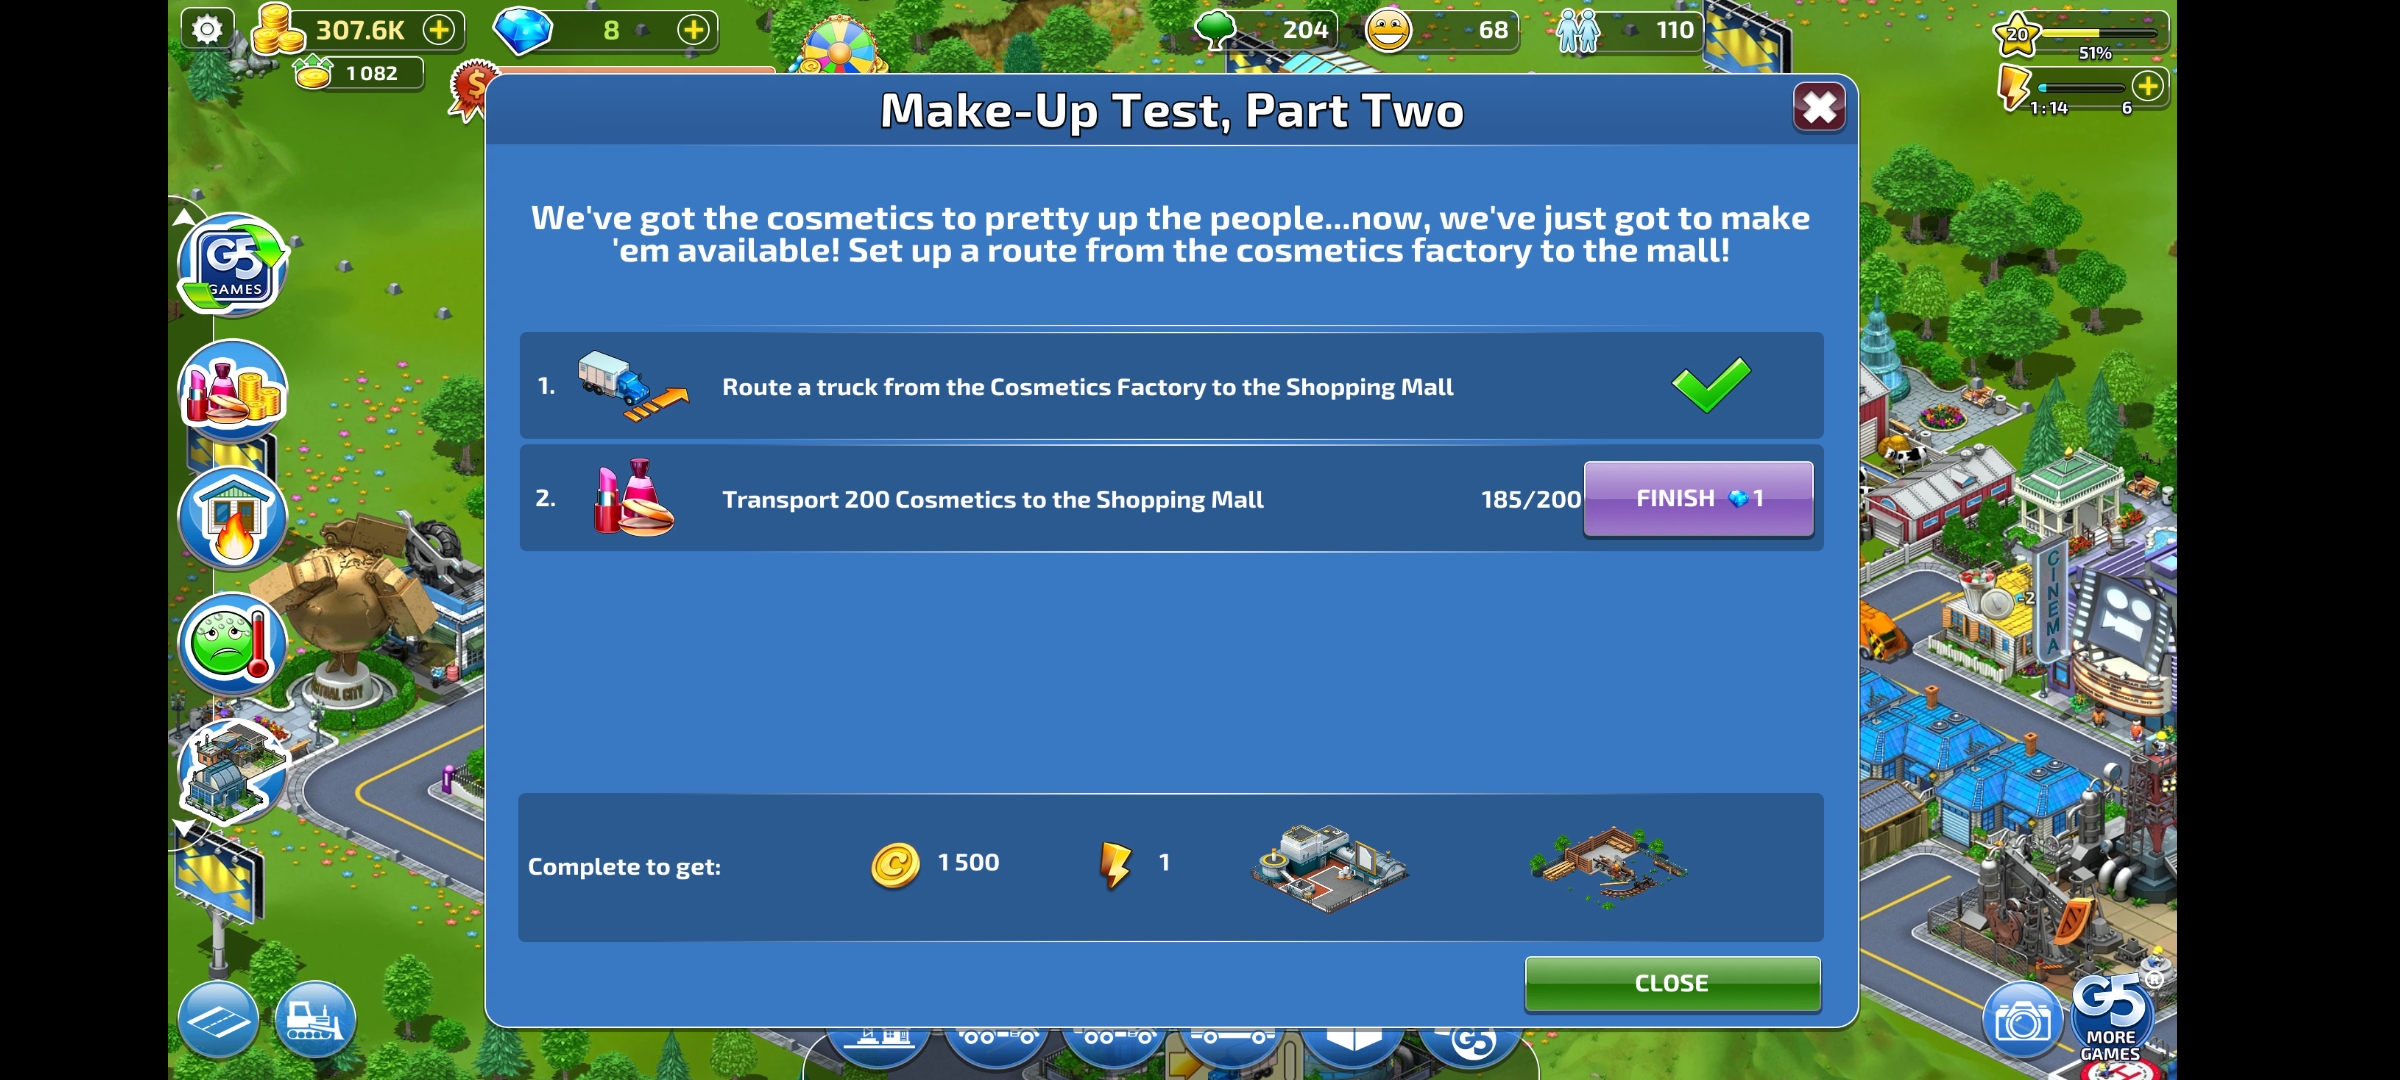 307.6K
8
204
68
110
20
51%
1 082
1:14
6
Make-Up Test, Part Two
We've got the cosmetics to pretty up the people...now, we've just got to make
'em available! Set up a route from the cosmetics factory to the mall!
G5
GAMES
1.
Route a truck from the Cosmetics Factory to the Shopping Mall
2.
Transport 200 Cosmetics to the Shopping Mall
185/200
FINISH 1
CINEMA
-2
Complete to get:
1 500
1
CLOSE
G5
G5
®
MORE
GAMES
H